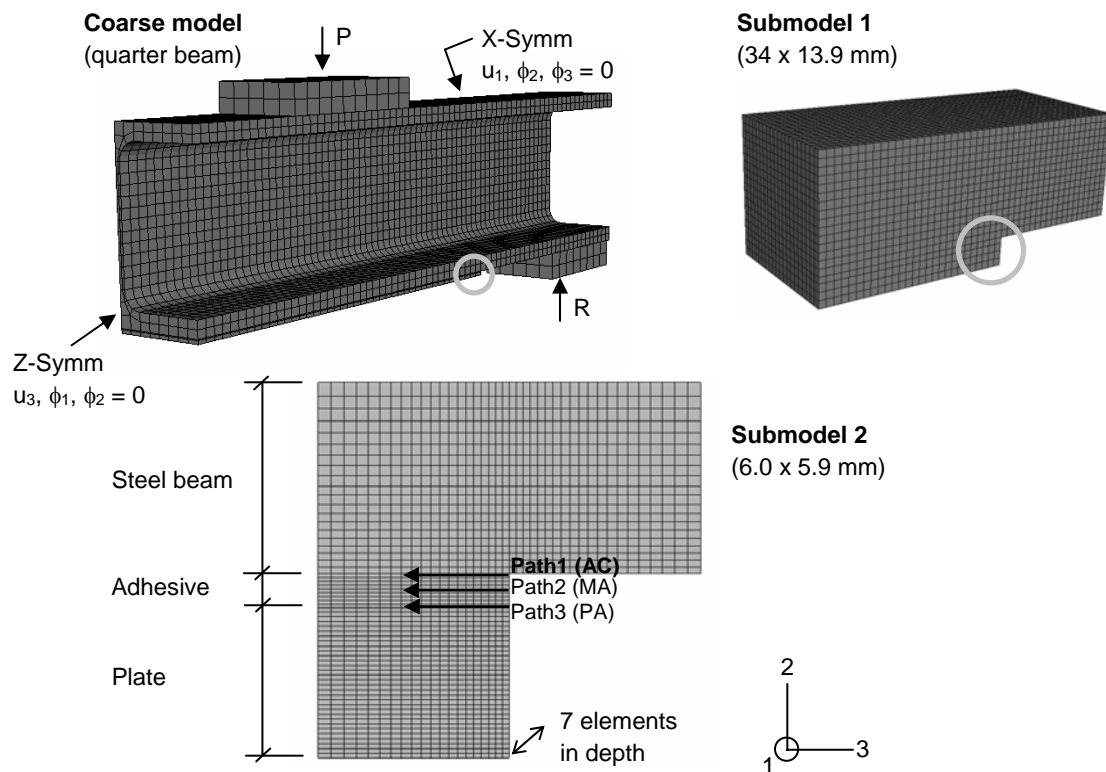 Coarse model
(quarter beam)
P
X-Symm
u₁, ϕ₂, ϕ₃ = 0
Submodel 1
(34 x 13.9 mm)
R
Z-Symm
u₃, ϕ₁, ϕ₂ = 0
Submodel 2
(6.0 x 5.9 mm)
Steel beam
Adhesive
Plate
Path1 (AC)
Path2 (MA)
Path3 (PA)
7 elements
in depth
2
1
3